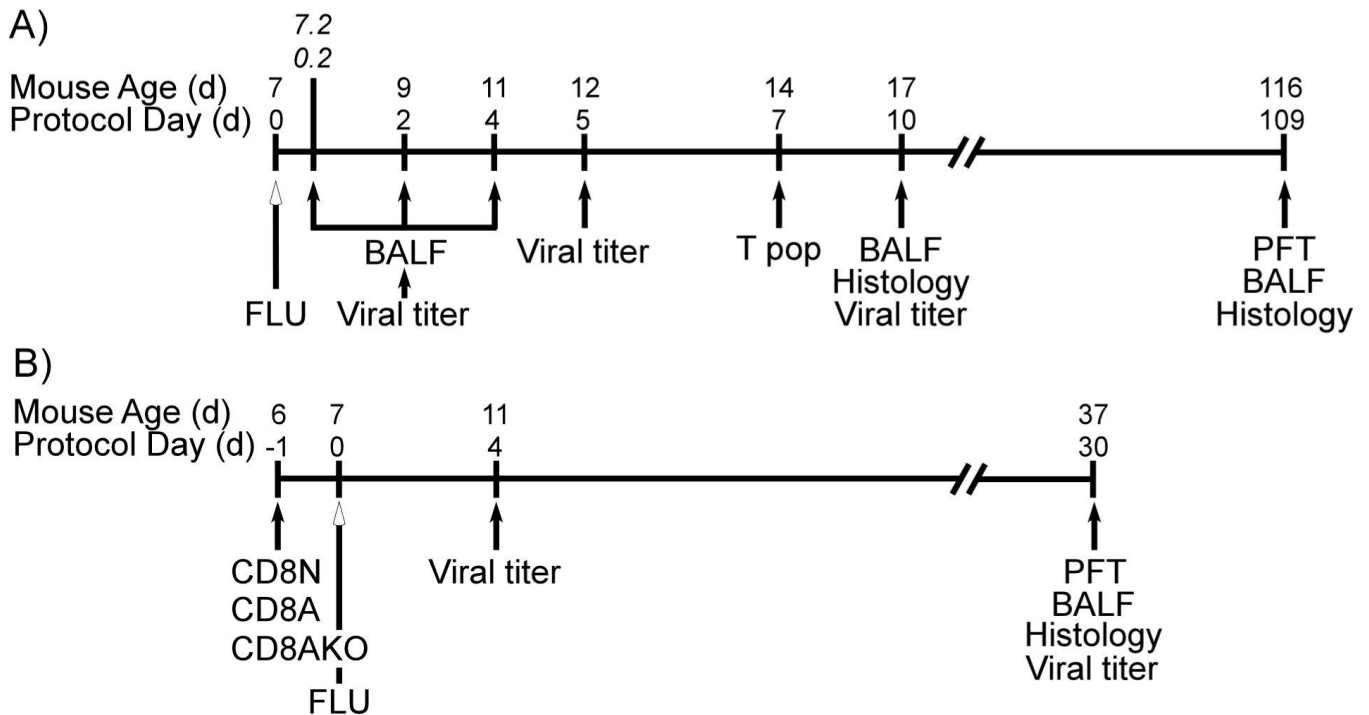 A)
7.2
0.2
Mouse Age (d) 7 9 11 12 14 17 116
Protocol Day (d) 0 2 4 5 7 10 109
BALF Viral titer T pop BALF PFT
Histology BALF
FLU Viral titer Viral titer Histology
B)
Mouse Age (d) 6 7 11 37
Protocol Day (d) -1 0 4 30
CD8N Viral titer PFT
CD8A BALF
CD8AKO Histology
Viral titer
FLU